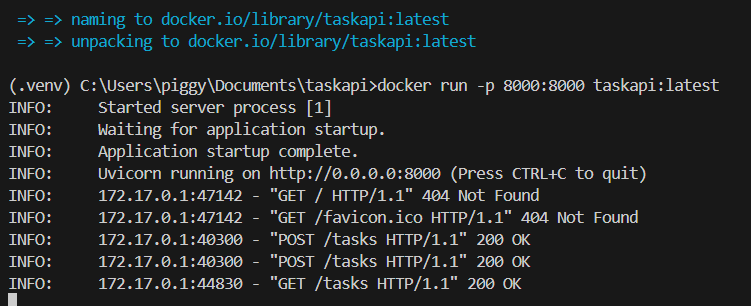 => => naming to docker.io/library/taskapi:latest
=> => unpacking to docker.io/library/taskapi:latest
(.venv) C:\Users\piggy\Documents\taskapi>docker run -p 8000:8000 taskapi:latest
INFO:     Started server process [1]
INFO:     Waiting for application startup.
INFO:     Application startup complete.
INFO:     Uvicorn running on http://0.0.0.0:8000 (Press CTRL+C to quit)
INFO:     172.17.0.1:47142 - "GET / HTTP/1.1" 404 Not Found
INFO:     172.17.0.1:47142 - "GET /favicon.ico HTTP/1.1" 404 Not Found
INFO:     172.17.0.1:40300 - "POST /tasks HTTP/1.1" 200 OK
INFO:     172.17.0.1:40300 - "POST /tasks HTTP/1.1" 200 OK
INFO:     172.17.0.1:44830 - "GET /tasks HTTP/1.1" 200 OK